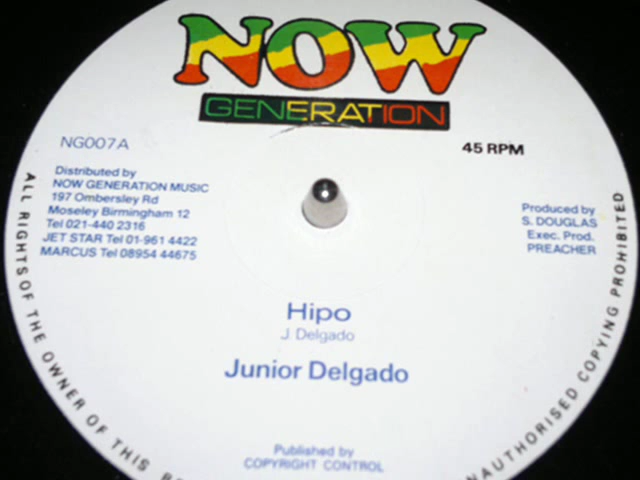 NOW
GENERATION
NG007A
45 RPM
Distributed by
NOW GENERATION MUSIC
197 Ombersley Rd
Moseley Birmingham 12
Tel 021-440 2316
JET STAR Tel 01-961 4422
MARCUS Tel 08954 44675
Produced by
S. DOUGLAS
Exec. Prod.
PREACHER
Hipo
J. Delgado
Junior Delgado
Published by
COPYRIGHT CONTROL
ALL RIGHTS OF THE OWNER OF THIS
UNAUTHORISED COPYING PROHIBITED